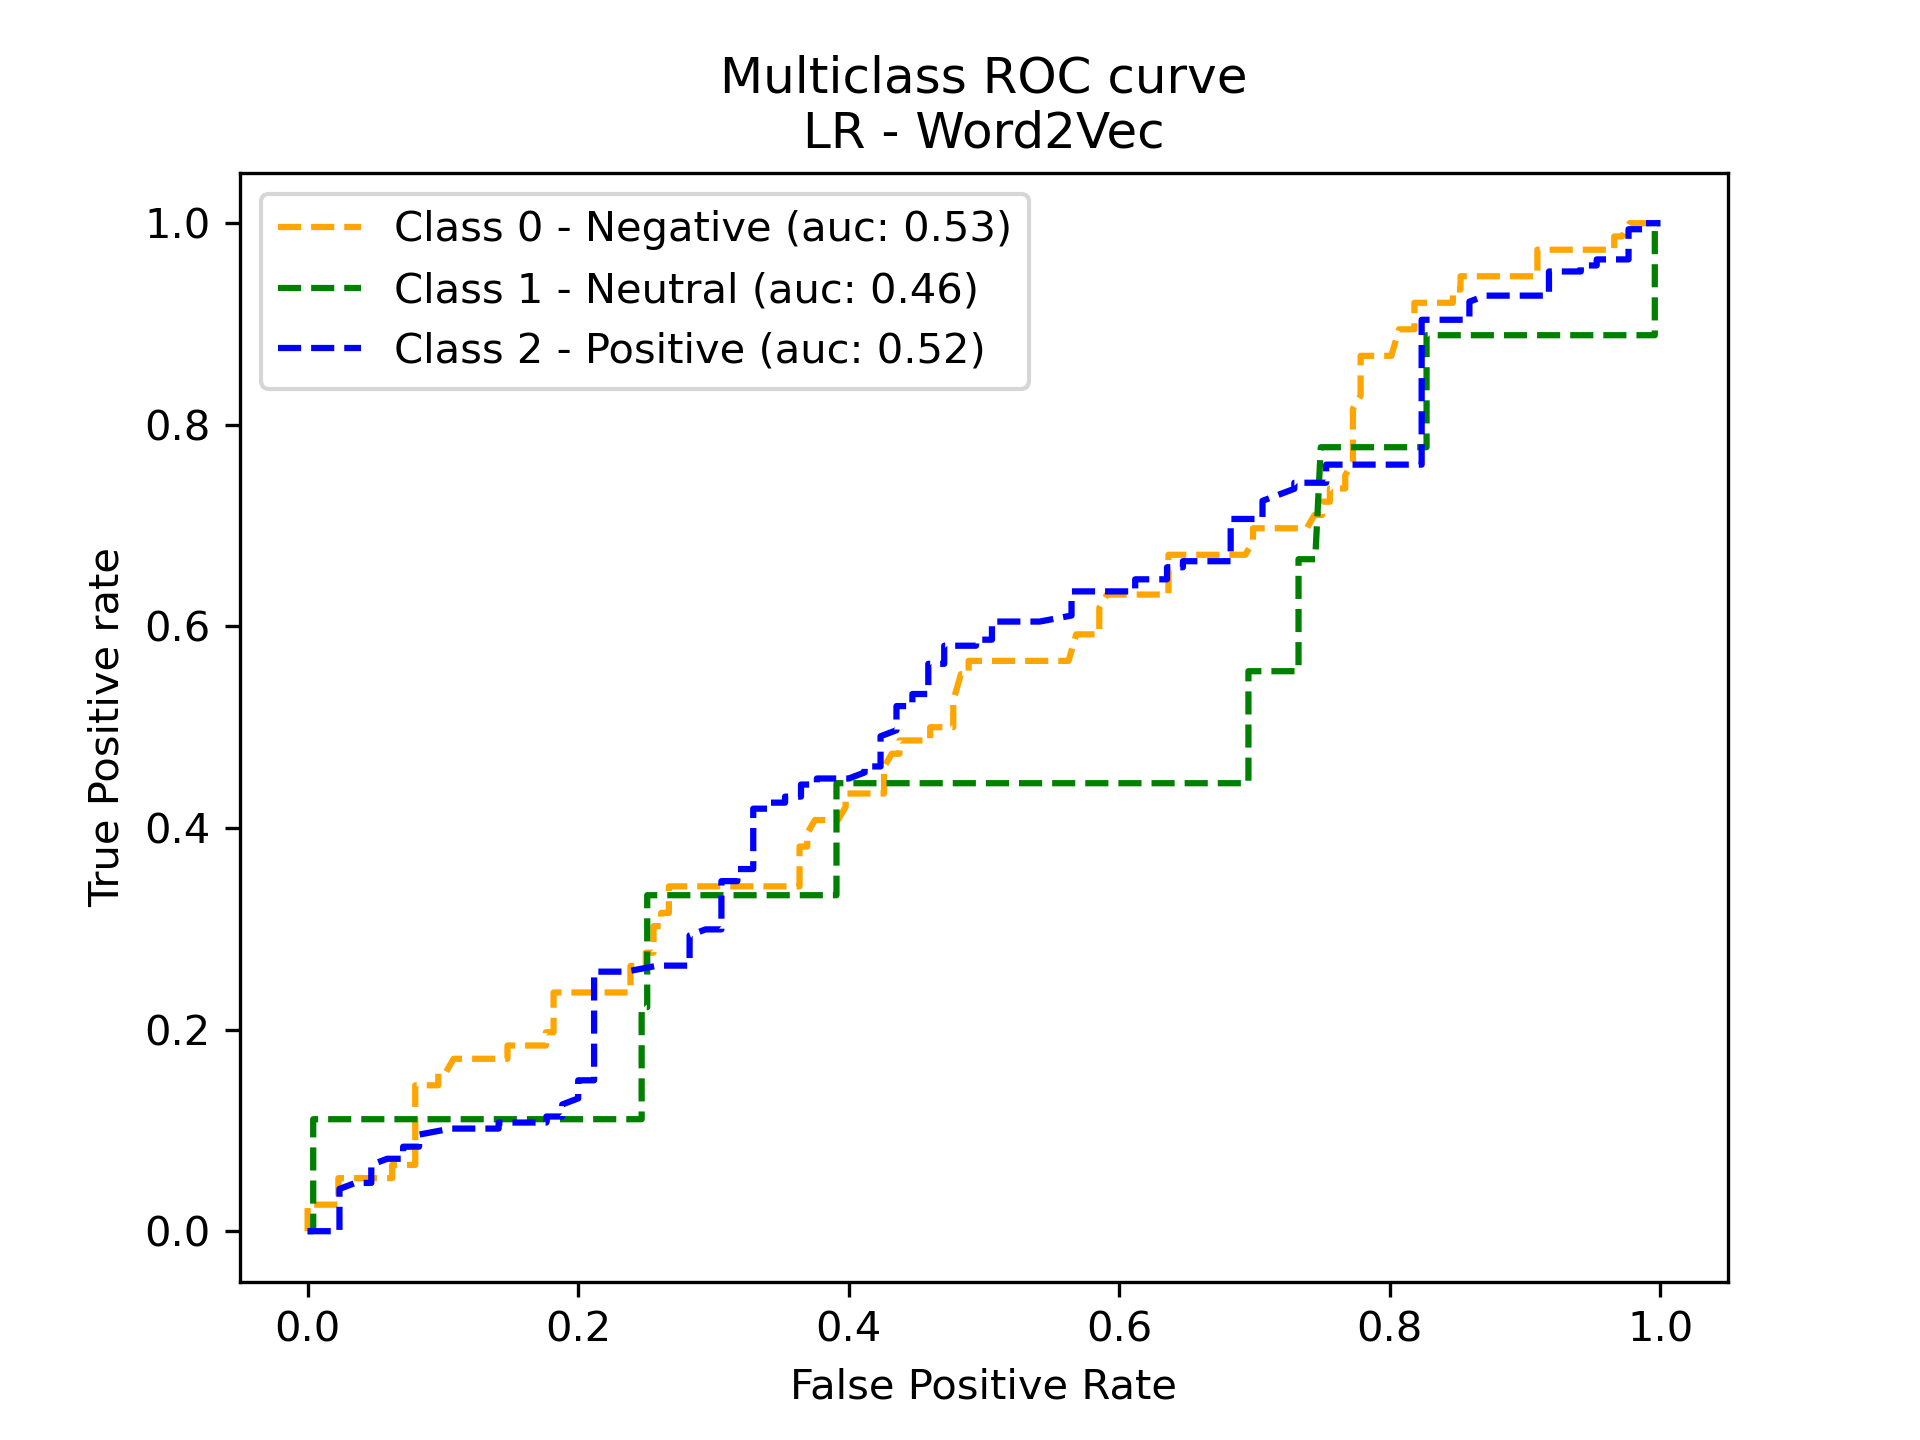 Multiclass ROC curve
LR - Word2Vec
Class 0 - Negative (auc: 0.53)
Class 1 - Neutral (auc: 0.46)
Class 2 - Positive (auc: 0.52)
True Positive rate
1.0
0.8
0.6
0.4
0.2
0.0
0.0 0.2 0.4 0.6 0.8 1.0
False Positive Rate